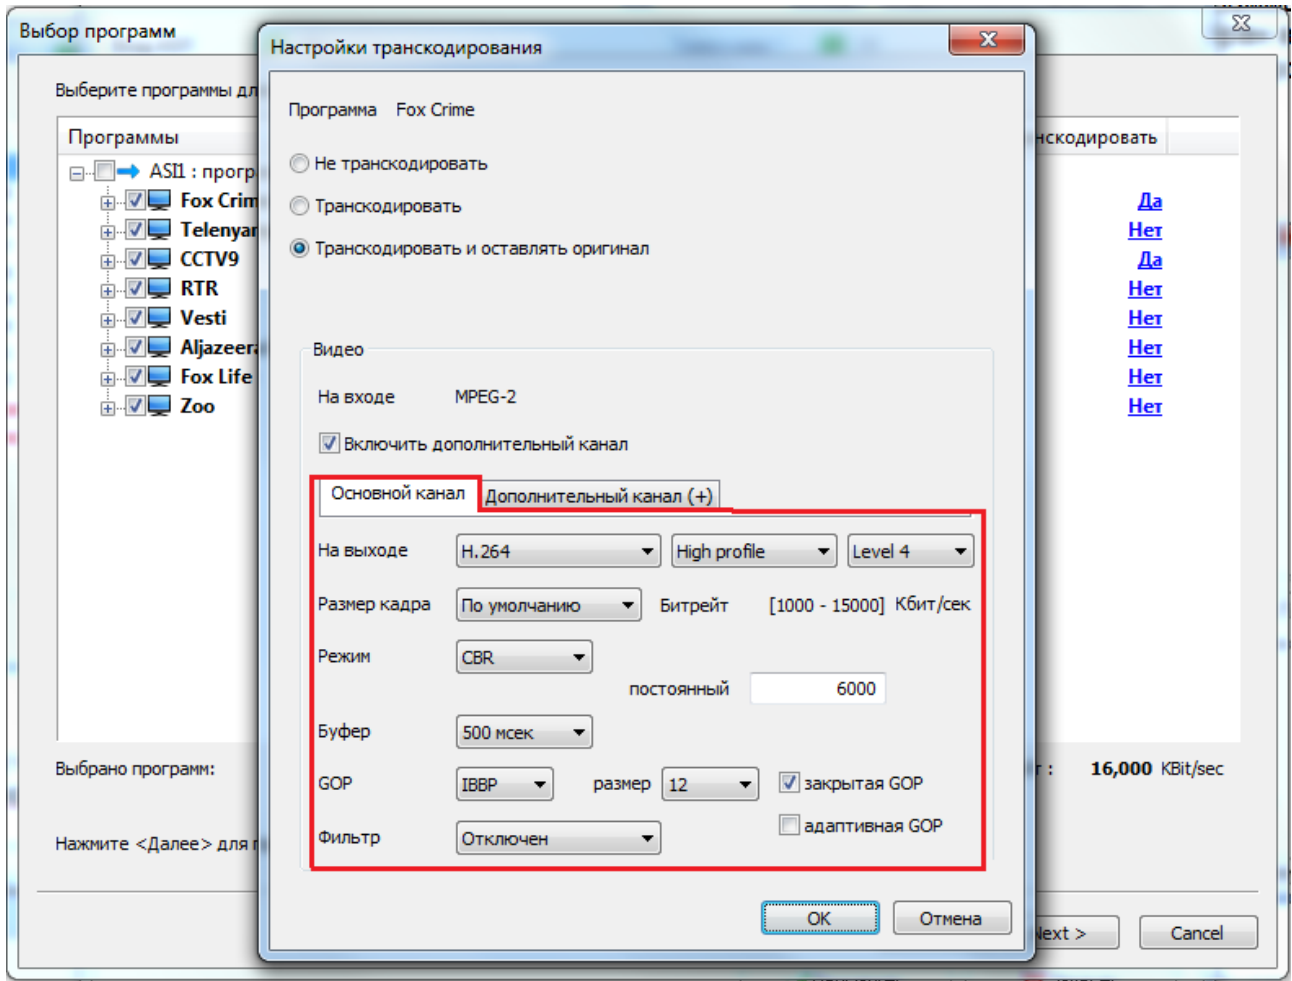 Выбор программ
Настройки транскодирования
Выберите программы дл
Программа Fox Crime
Программы
нскодировать
Не транскодировать
ASI1 : прогр
Fox Crim
Транскодировать
Да
Telenyar
Нет
Транскодировать и оставлять оригинал
CCTV9
Да
RTR
Нет
Vesti
Нет
Aljazeera
Нет
Видео
Fox Life
Нет
На входе MPEG-2
Zoo
Нет
Включить дополнительный канал
Основной канал
Дополнительный канал (+)
На выходе H.264 High profile Level 4
Размер кадра По умолчанию Битрейт [1000 - 15000] Кбит/сек
Режим CBR
постоянный 6000
Буфер 500 мсек
Выбрано программ:
г : 16,000 KBit/sec
GOP IBBP размер 12 закрытая GOP
адаптивная GOP
Фильтр Отключен
Нажмите <Далее> для п
OK
Отмена
Next >
Cancel